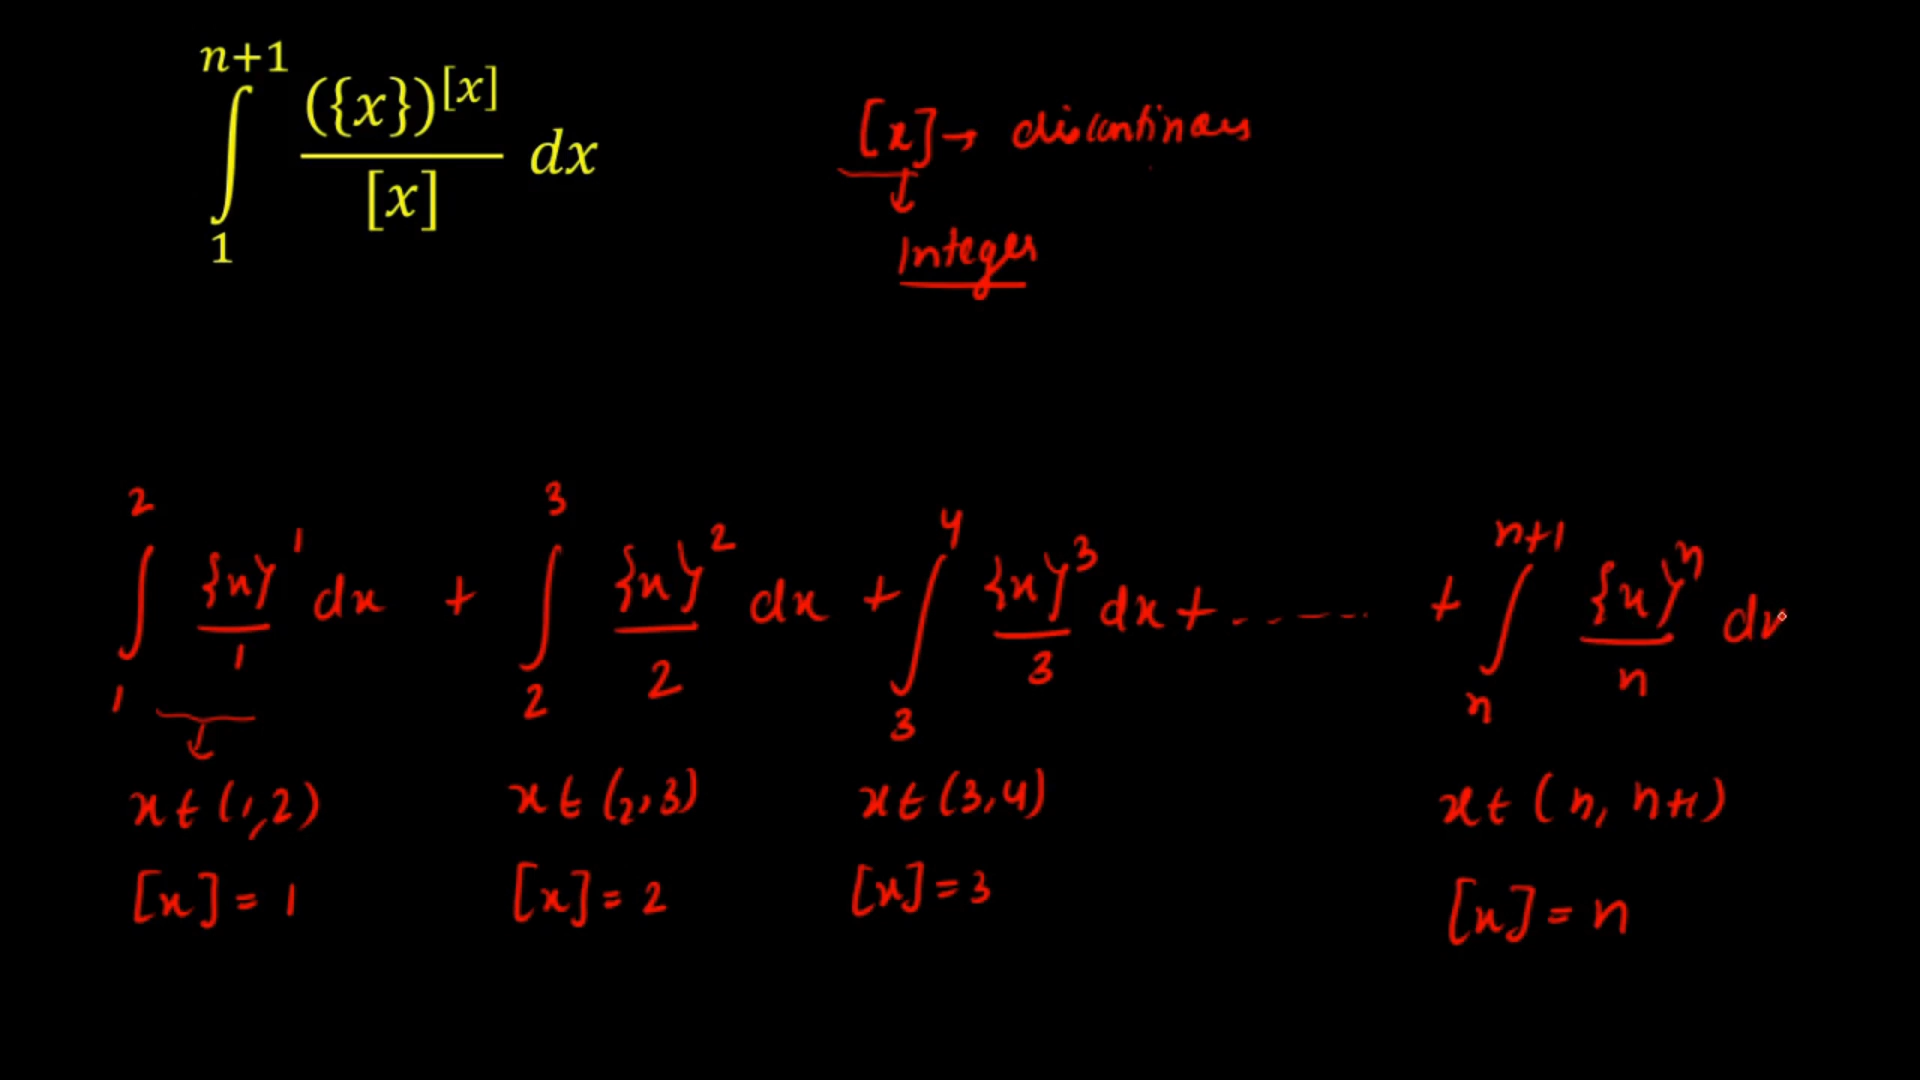 ∫₁ⁿ⁺¹ ({x})^[x] / [x] dx
[x] → discontinous
↓
Integer
∫₁² {x}¹/1 dx + ∫₂³ {x}²/2 dx + ∫₃⁴ {x}³/3 dx + ------ + ∫ₙⁿ⁺¹ {x}ⁿ/n dx
↓
x ∈ (1,2) x ∈ (2,3) x ∈ (3,4) x ∈ (n, n+1)
[x] = 1 [x] = 2 [x] = 3 [x] = n